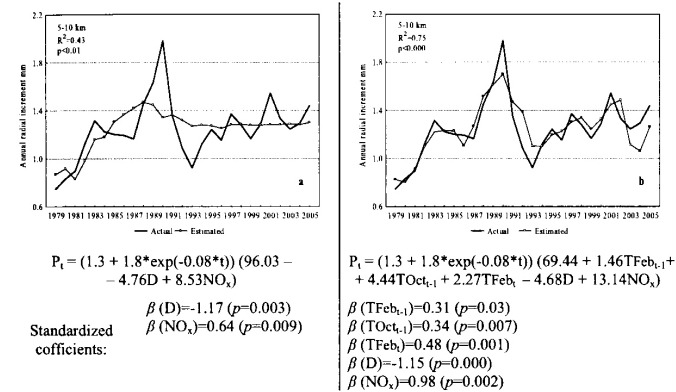 5-10 km
R²=0.43
p<0.01
Annual radial increment mm
2.2
1.8
1.4
1.0
0.6
1979 1981 1983 1985 1987 1989 1991 1993 1995 1997 1999 2001 2003 2005
a
Actual Estimated
5-10 km
R²=0.75
p<0.000
Annual radial increment mm
2.2
1.8
1.4
1.0
0.6
1979 1981 1983 1985 1987 1989 1991 1993 1995 1997 1999 2001 2003 2005
b
Actual Estimated
Pₜ = (1.3 + 1.8*exp(-0.08*t)) (96.03 –
– 4.76D + 8.53NOₓ)
β (D)=-1.17 (p=0.003)
β (NOₓ)=0.64 (p=0.009)
Standardized
cofficients:
Pₜ = (1.3 + 1.8*exp(-0.08*t)) (69.44 + 1.46TFebₜ₋₁+
+ 4.44TOctₜ₋₁ + 2.27TFebₜ – 4.68D + 13.14NOₓ)
β (TFebₜ₋₁)=0.31 (p=0.03)
β (TOctₜ₋₁)=0.34 (p=0.007)
β (TFebₜ)=0.48 (p=0.001)
β (D)=-1.15 (p=0.000)
β (NOₓ)=0.98 (p=0.002)